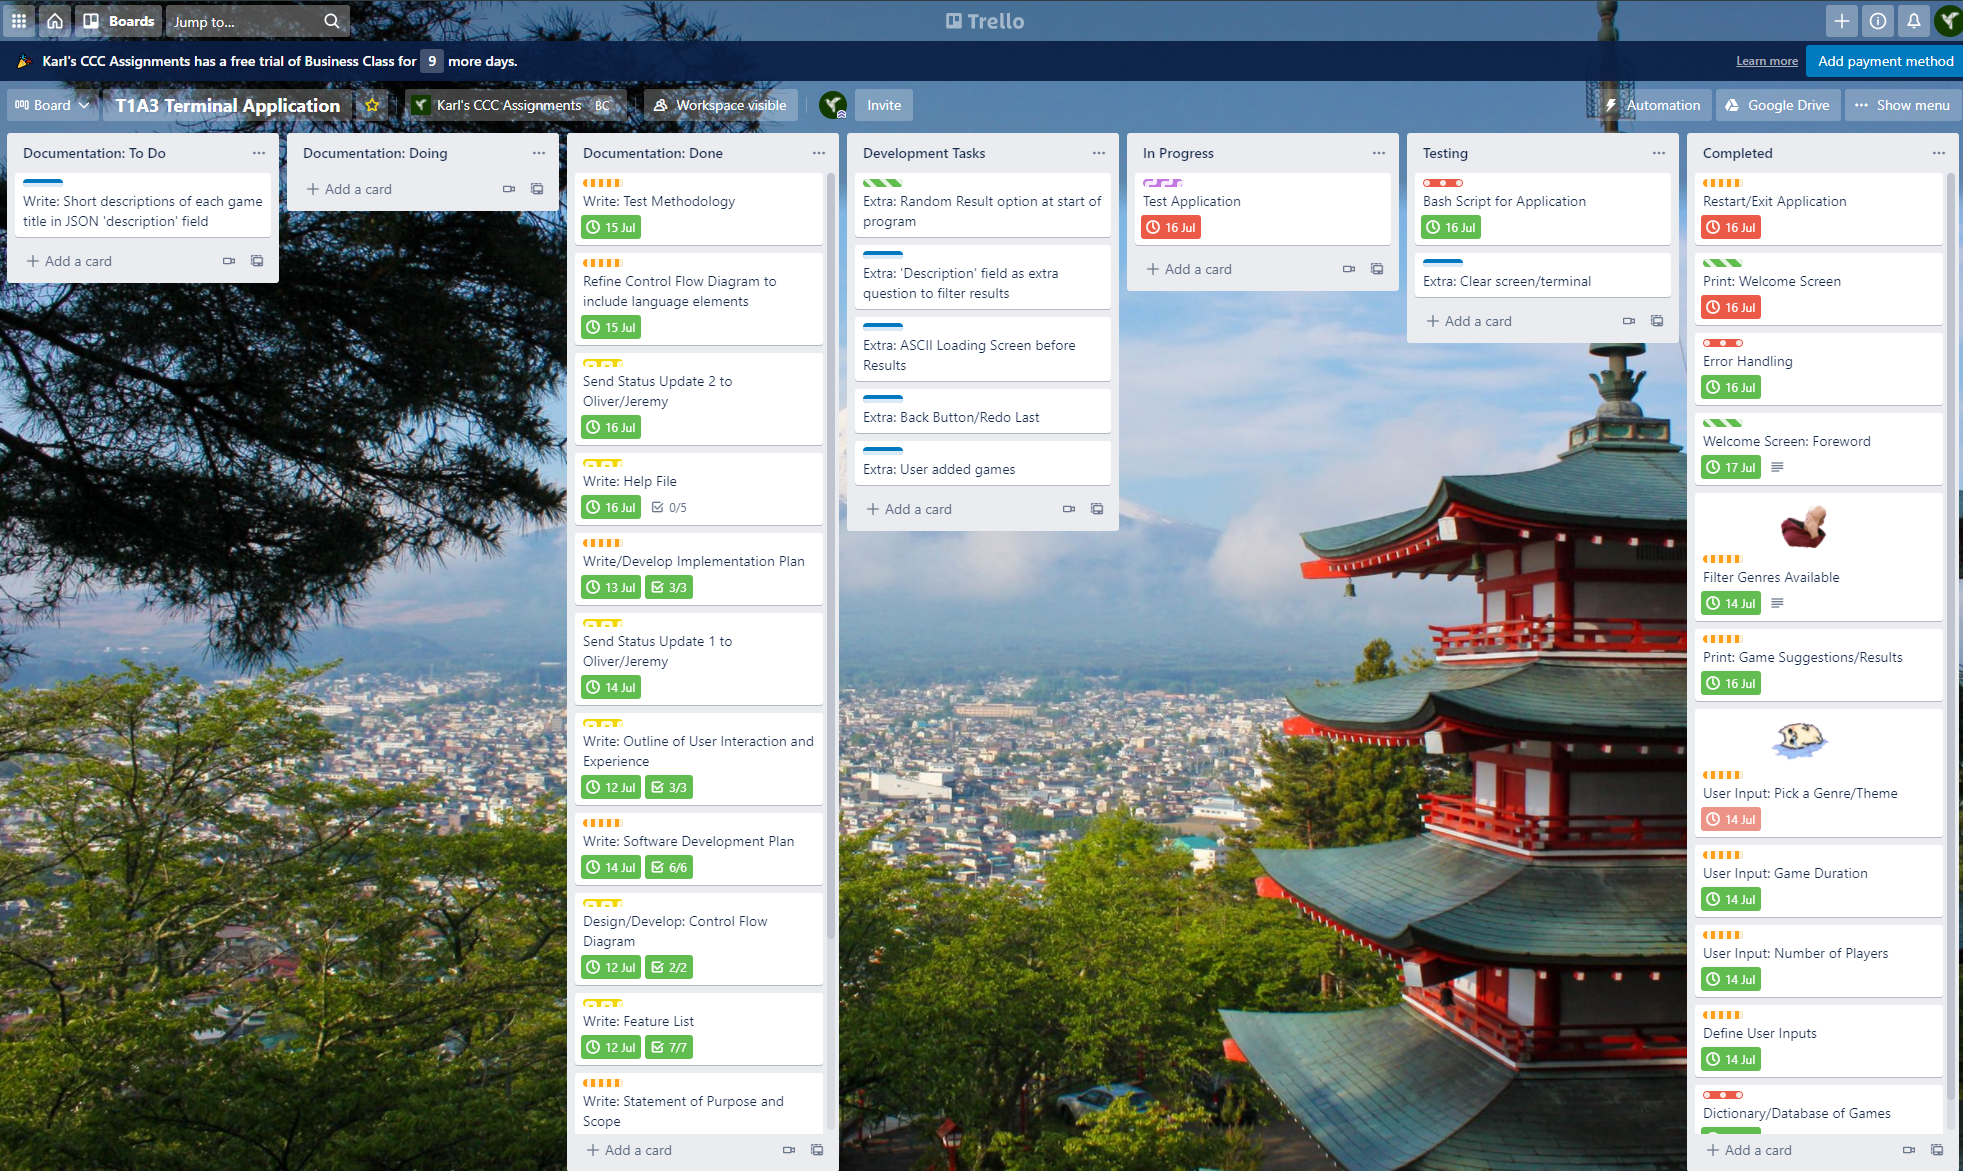 Boards
Jump to...
Trello
Karl's CCC Assignments has a free trial of Business Class for 9 more days.
Learn more
Add payment method
Board
T1A3 Terminal Application
Karl's CCC Assignments BC
Workspace visible
Invite
Automation
Google Drive
Show menu
Documentation: To Do
Write: Short descriptions of each game
title in JSON 'description' field
Add a card
Documentation: Doing
Add a card
Documentation: Done
Write: Test Methodology
15 Jul
Refine Control Flow Diagram to
include language elements
15 Jul
Send Status Update 2 to
Oliver/Jeremy
16 Jul
Write: Help File
16 Jul 0/5
Write/Develop Implementation Plan
13 Jul 3/3
Send Status Update 1 to
Oliver/Jeremy
14 Jul
Write: Outline of User Interaction and
Experience
12 Jul 3/3
Write: Software Development Plan
14 Jul 6/6
Design/Develop: Control Flow
Diagram
12 Jul 2/2
Write: Feature List
12 Jul 7/7
Write: Statement of Purpose and
Scope
Add a card
Development Tasks
Extra: Random Result option at start of
program
Extra: 'Description' field as extra
question to filter results
Extra: ASCII Loading Screen before
Results
Extra: Back Button/Redo Last
Extra: User added games
Add a card
In Progress
Test Application
16 Jul
Add a card
Testing
Bash Script for Application
16 Jul
Extra: Clear screen/terminal
Add a card
Completed
Restart/Exit Application
16 Jul
Print: Welcome Screen
16 Jul
Error Handling
16 Jul
Welcome Screen: Foreword
17 Jul
Filter Genres Available
14 Jul
Print: Game Suggestions/Results
16 Jul
User Input: Pick a Genre/Theme
14 Jul
User Input: Game Duration
14 Jul
User Input: Number of Players
14 Jul
Define User Inputs
14 Jul
Dictionary/Database of Games
Add a card